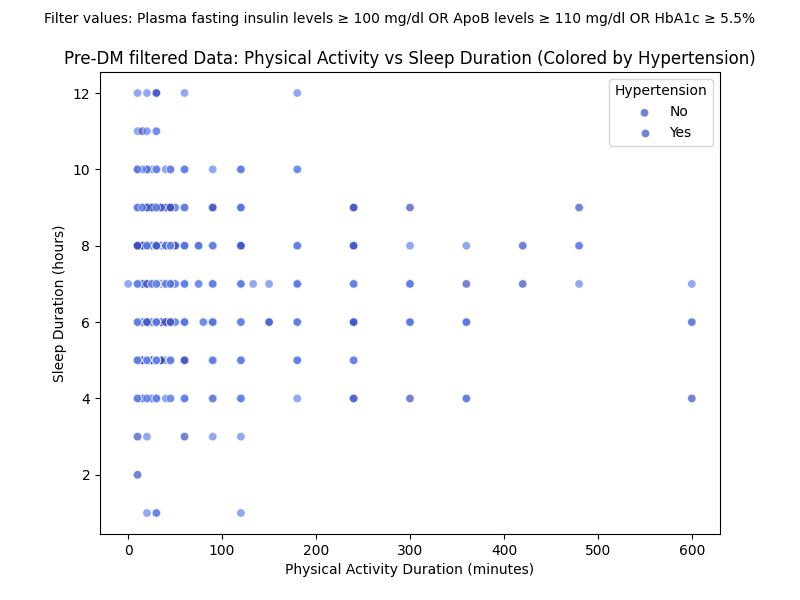 Filter values: Plasma fasting insulin levels ≥ 100 mg/dl OR ApoB levels ≥ 110 mg/dl OR HbA1c ≥ 5.5%
Pre-DM filtered Data: Physical Activity vs Sleep Duration (Colored by Hypertension)
Hypertension
No
Yes
12
10
8
6
4
2
Sleep Duration (hours)
0 100 200 300 400 500 600
Physical Activity Duration (minutes)